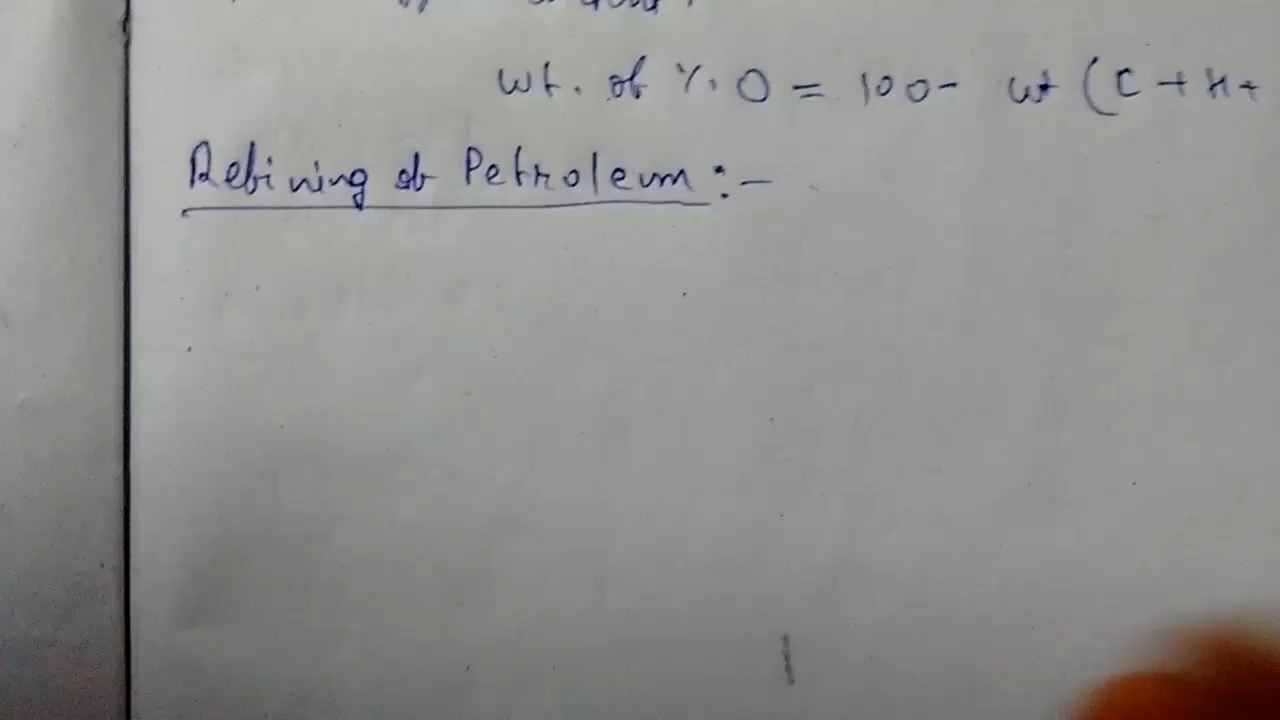 wt. of % O = 100 - wt (C + H +
Refining of Petroleum :-